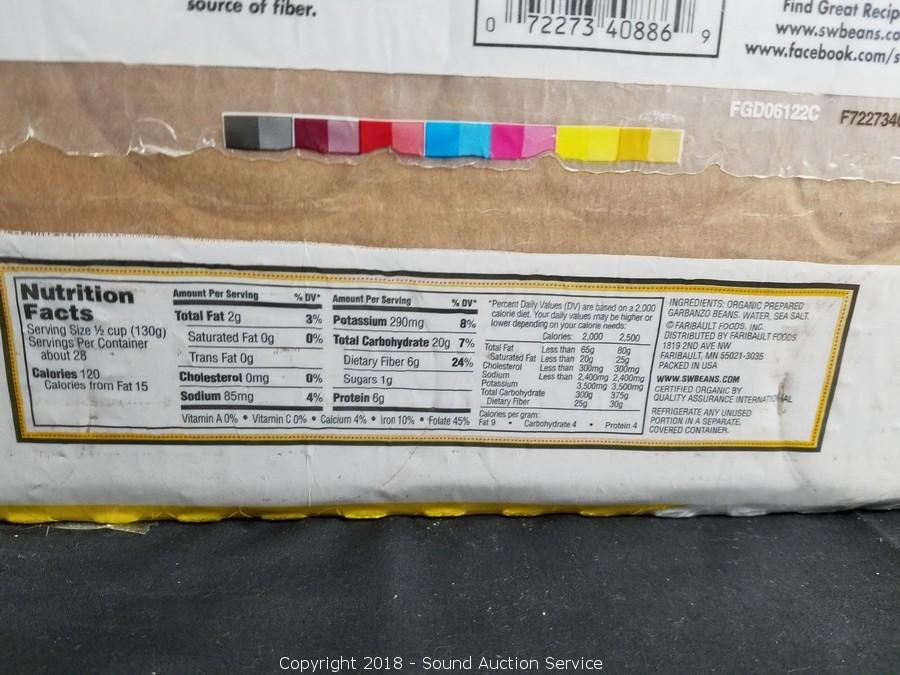 source of fiber.
0 72273 40886 9
Find Great Recip
www.swbeans.co
www.facebook.com/s
FGD06122C
F7227340
Nutrition
Facts
Serving Size ½ cup (130g)
Servings Per Container
about 28
Calories 120
Calories from Fat 15
Amount Per Serving % DV*
Total Fat 2g 3%
Saturated Fat 0g 0%
Trans Fat 0g
Cholesterol 0mg 0%
Sodium 85mg 4%
Amount Per Serving % DV*
Potassium 290mg 8%
Total Carbohydrate 20g 7%
Dietary Fiber 6g 24%
Sugars 1g
Protein 6g
Vitamin A 0% • Vitamin C 0% • Calcium 4% • Iron 10% • Folate 45%
*Percent Daily Values (DV) are based on a 2,000
calorie diet. Your daily values may be higher or
lower depending on your calorie needs:
Calories: 2,000 2,500
Total Fat Less than 65g 80g
Saturated Fat Less than 20g 25g
Cholesterol Less than 300mg 300mg
Sodium Less than 2,400mg 2,400mg
Potassium 3,500mg 3,500mg
Total Carbohydrate 300g 375g
Dietary Fiber 25g 30g
Calories per gram:
Fat 9 • Carbohydrate 4 • Protein 4
INGREDIENTS: ORGANIC PREPARED
GARBANZO BEANS, WATER, SEA SALT.
© FARIBAULT FOODS, INC.
DISTRIBUTED BY FARIBAULT FOODS
1819 2ND AVE NW
FARIBAULT, MN 55021-3035
PACKED IN USA
WWW.SWBEANS.COM
CERTIFIED ORGANIC BY
QUALITY ASSURANCE INTERNATIONAL
REFRIGERATE ANY UNUSED
PORTION IN A SEPARATE,
COVERED CONTAINER.
Copyright 2018 - Sound Auction Service